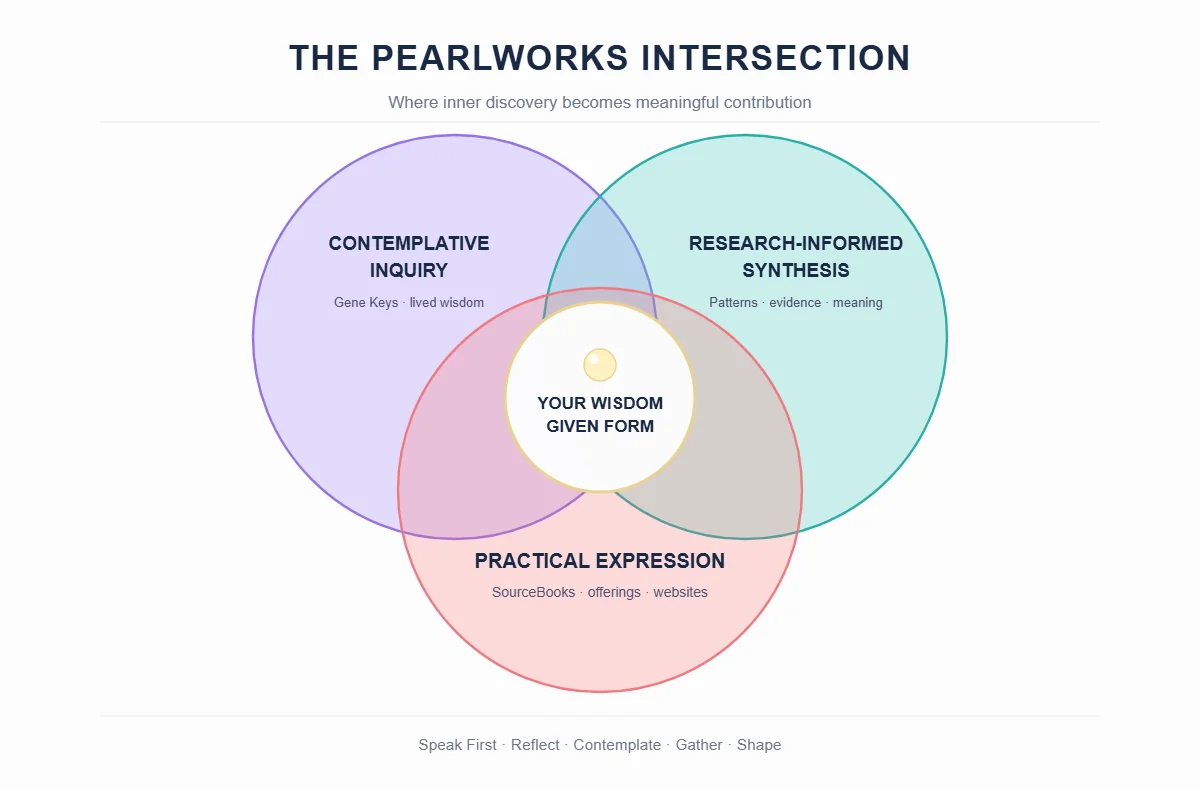 THE PEARLWORKS INTERSECTION
Where inner discovery becomes meaningful contribution
CONTEMPLATIVE
INQUIRY
Gene Keys · lived wisdom
RESEARCH-INFORMED
SYNTHESIS
Patterns · evidence · meaning
YOUR WISDOM
GIVEN FORM
PRACTICAL EXPRESSION
SourceBooks · offerings · websites
Speak First · Reflect · Contemplate · Gather · Shape